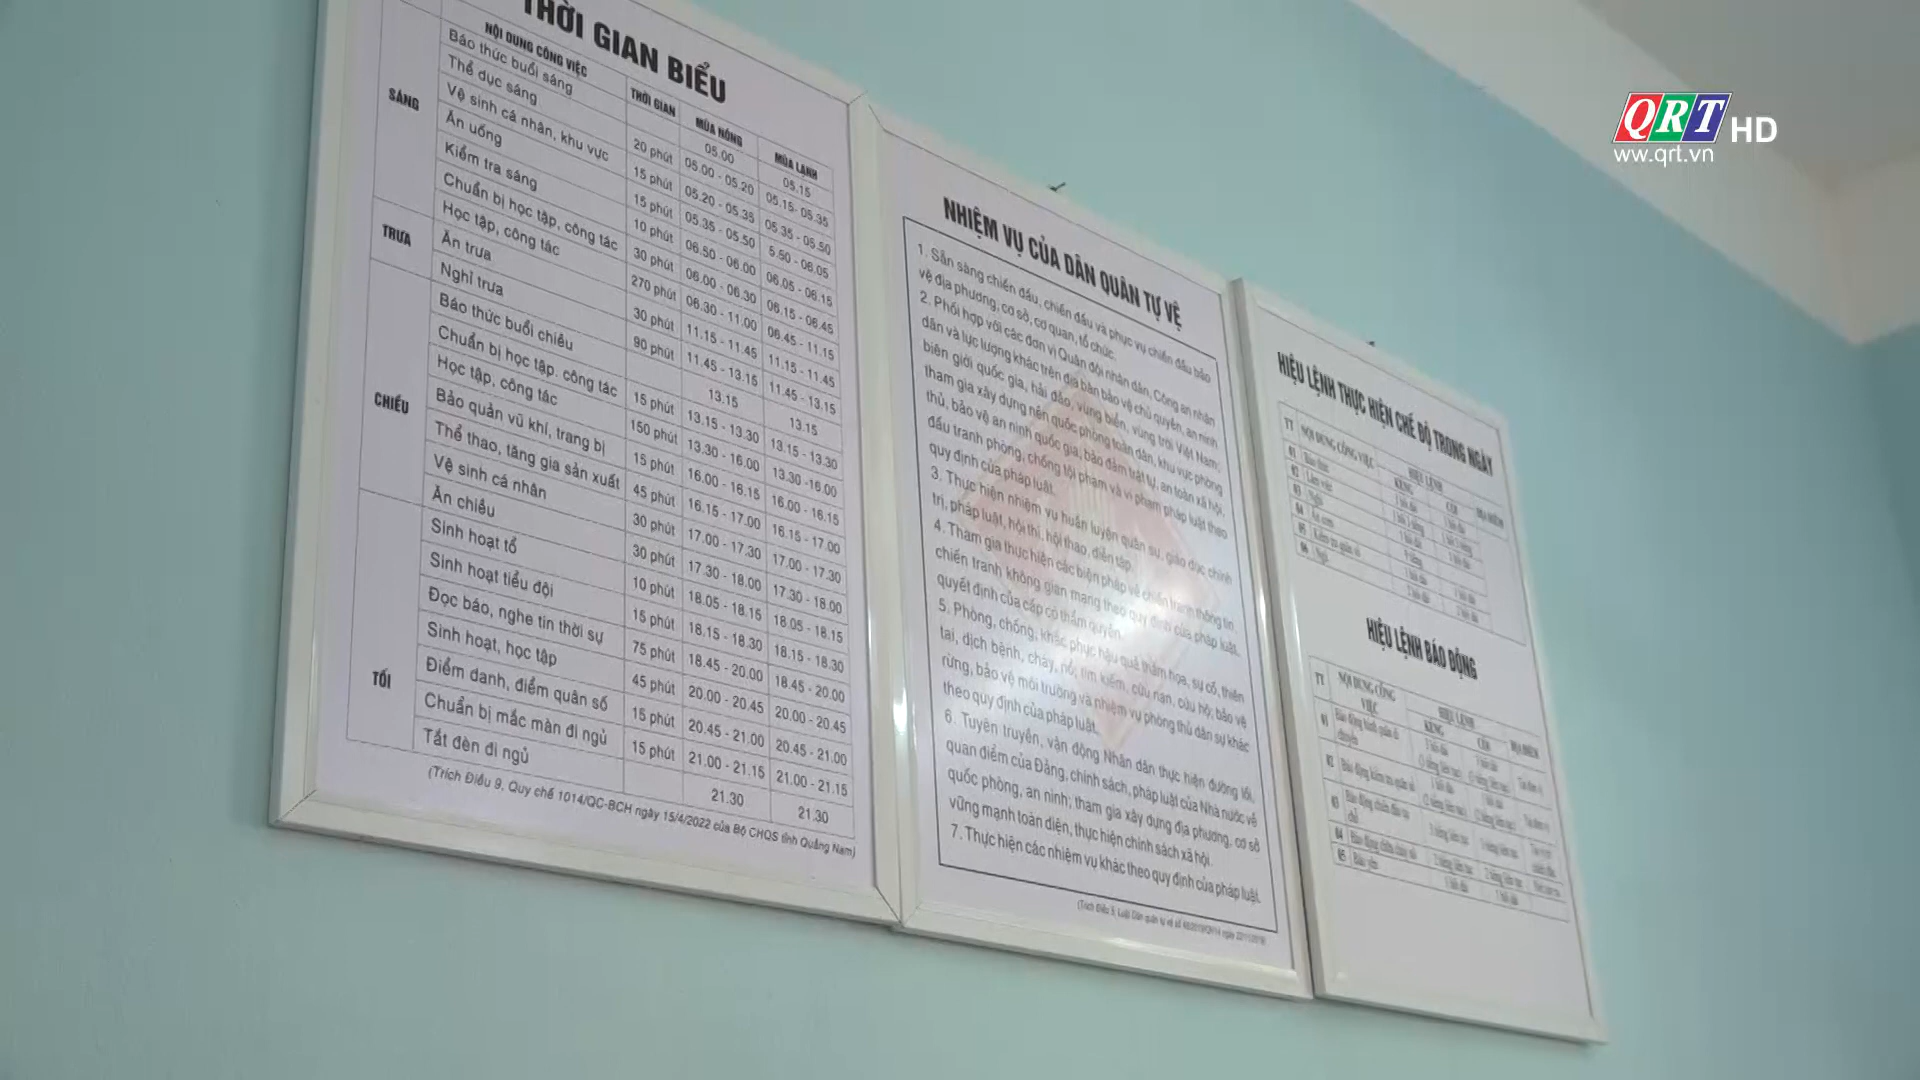 THỜI GIAN BIỂU
NỘI DUNG CÔNG VIỆC THỜI GIAN MÙA NÓNG MÙA LẠNH
SÁNG
Báo thức buổi sáng 05.00 05.15
Thể dục sáng 20 phút 05.00 - 05.20 05.15- 05.35
Vệ sinh cá nhân, khu vực 15 phút 05.20 - 05.35 05.35 - 05.50
Ăn uống 15 phút 05.35 - 05.50 5.50 - 06.05
Kiểm tra sáng 10 phút 06.50 - 06.00 06.05 - 06.15
Chuẩn bị học tập, công tác 30 phút 06.00 - 06.30 06.15 - 06.45
Học tập, công tác 270 phút 06.30 - 11.00 06.45 - 11.15
TRƯA
Ăn trưa 30 phút 11.15 - 11.45 11.15 - 11.45
Nghỉ trưa 90 phút 11.45 - 13.15 11.45 - 13.15
CHIỀU
Báo thức buổi chiều 13.15 13.15
Chuẩn bị học tập, công tác 15 phút 13.15 - 13.30 13.15 - 13.30
Học tập, công tác 150 phút 13.30 - 16.00 13.30 -16.00
Bảo quản vũ khí, trang bị 15 phút 16.00 - 16.15 16.00 - 16.15
Thể thao, tăng gia sản xuất 45 phút 16.15 - 17.00 16.15 - 17.00
Vệ sinh cá nhân 30 phút 17.00 - 17.30 17.00 - 17.30
Ăn chiều 30 phút 17.30 - 18.00 17.30 - 18.00
TỐI
Sinh hoạt tổ 10 phút 18.05 - 18.15 18.05 - 18.15
Sinh hoạt tiểu đội 15 phút 18.15 - 18.30 18.15 - 18.30
Đọc báo, nghe tin thời sự 75 phút 18.45 - 20.00 18.45 - 20.00
Sinh hoạt, học tập 45 phút 20.00 - 20.45 20.00 - 20.45
Điểm danh, điểm quân số 15 phút 20.45 - 21.00 20.45 - 21.00
Chuẩn bị mắc màn đi ngủ 15 phút 21.00 - 21.15 21.00 - 21.15
Tắt đèn đi ngủ 21.30 21.30
(Trích Điều 9, Quy chế 1014/QC-BCH ngày 15/4/2022 của Bộ CHQS tỉnh Quảng Nam)
NHIỆM VỤ CỦA DÂN QUÂN TỰ VỆ
1. Sẵn sàng chiến đấu, chiến đấu và phục vụ chiến đấu bảo
vệ địa phương, cơ sở, cơ quan, tổ chức.
2. Phối hợp với các đơn vị Quân đội nhân dân, Công an nhân
dân và lực lượng khác trên địa bàn bảo vệ chủ quyền, an ninh
biên giới quốc gia, hải đảo, vùng biển, vùng trời Việt Nam;
tham gia xây dựng nền quốc phòng toàn dân, khu vực phòng
thủ, bảo vệ an ninh quốc gia, bảo đảm trật tự, an toàn xã hội,
đấu tranh phòng, chống tội phạm và vi phạm pháp luật theo
quy định của pháp luật.
3. Thực hiện nhiệm vụ huấn luyện quân sự, giáo dục chính
trị, pháp luật, hội thi, hội thao, diễn tập.
4. Tham gia thực hiện các biện pháp về chiến tranh thông tin,
chiến tranh không gian mạng theo quy định của pháp luật,
quyết định của cấp có thẩm quyền.
5. Phòng, chống, khắc phục hậu quả thảm họa, sự cố, thiên
tai, dịch bệnh, cháy, nổ; tìm kiếm, cứu nạn, cứu hộ; bảo vệ
rừng, bảo vệ môi trường và nhiệm vụ phòng thủ dân sự khác
theo quy định của pháp luật.
6. Tuyên truyền, vận động Nhân dân thực hiện đường lối,
quan điểm của Đảng, chính sách, pháp luật của Nhà nước về
quốc phòng, an ninh; tham gia xây dựng địa phương, cơ sở
vững mạnh toàn diện, thực hiện chính sách xã hội.
7. Thực hiện các nhiệm vụ khác theo quy định của pháp luật.
HIỆU LỆNH THỰC HIỆN CHẾ ĐỘ TRONG NGÀY
TT NỘI DUNG CÔNG VIỆC HIỆU LỆNH ĐỊA ĐIỂM
KẺNG CÒI
HIỆU LỆNH BÁO ĐỘNG
TT NỘI DUNG CÔNG VIỆC HIỆU LỆNH ĐỊA ĐIỂM
KẺNG CÒI
QRT HD
ww.qrt.vn